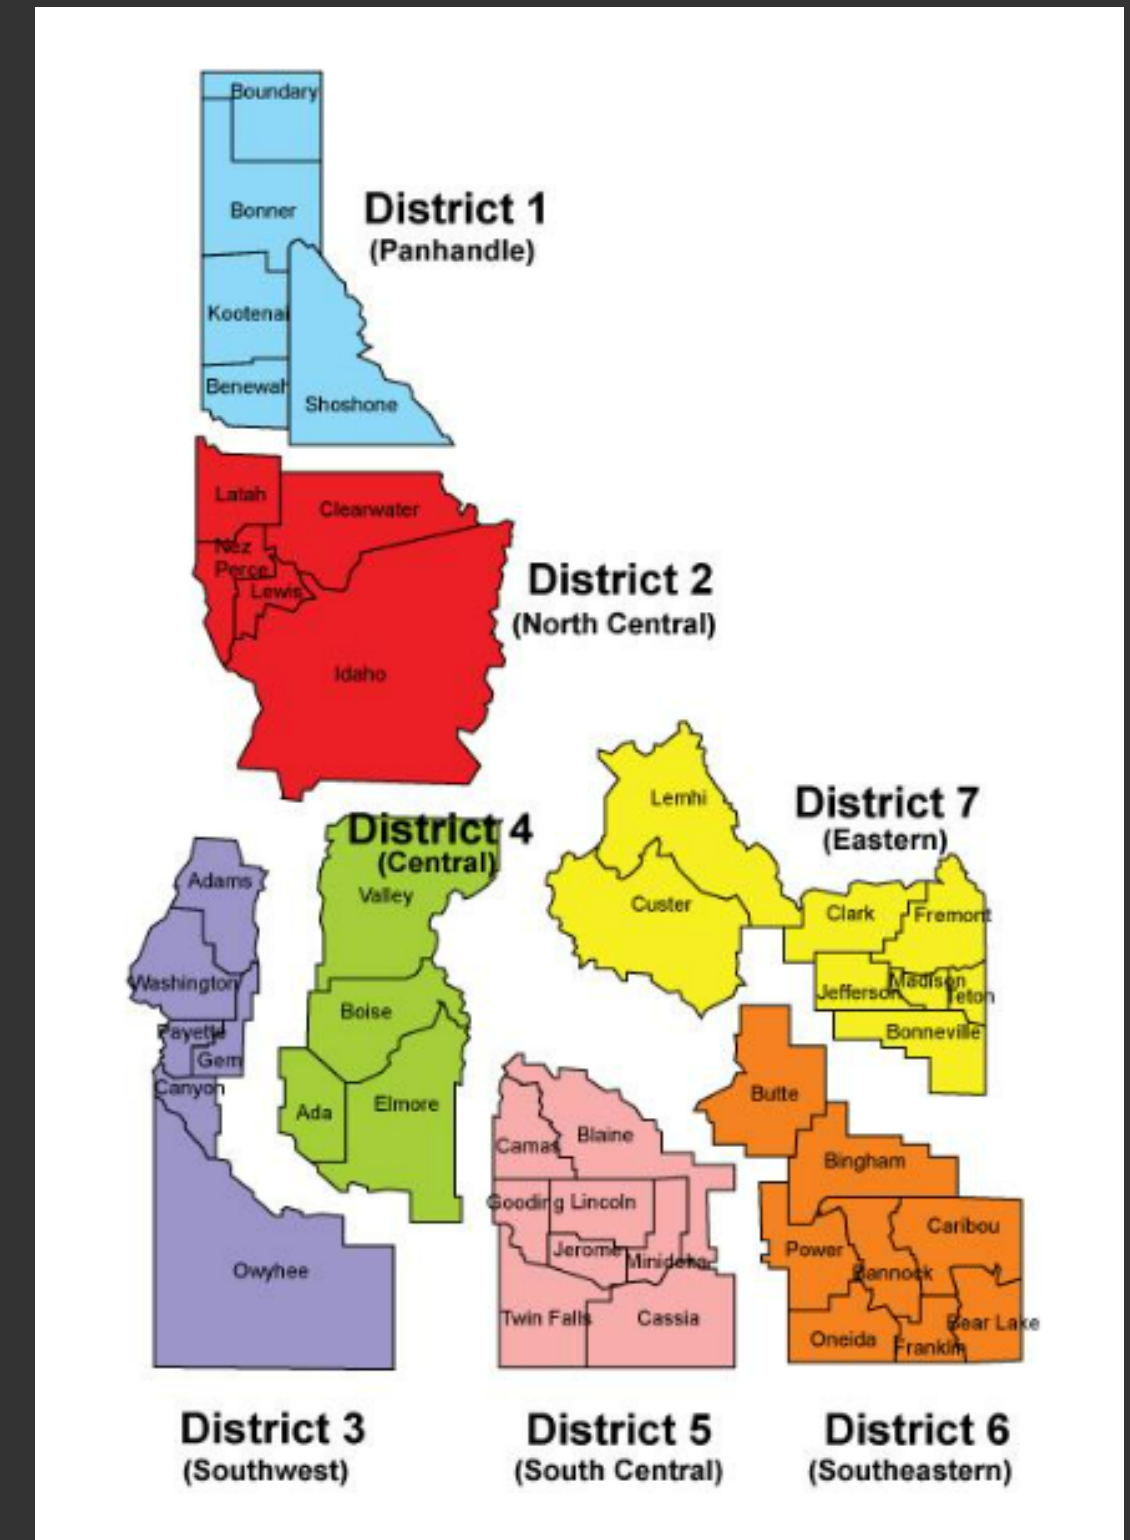 Boundary
Bonner
District 1
(Panhandle)
Kootenai
Benewah
Shoshone
Latah
Clearwater
Nez
Perce
Lewis
District 2
(North Central)
Idaho
Lemhi
District 7
(Eastern)
District 4
(Central)
Adams
Valley
Custer
Clark
Fremont
Washington
Madison
Jefferson
Teton
Boise
Payette
Bonneville
Gem
Canyon
Butte
Ada
Elmore
Camas
Blaine
Bingham
Gooding
Lincoln
Caribou
Jerome
Minidoka
Power
Bannock
Owyhee
Twin Falls
Cassia
Bear Lake
Oneida
Franklin
District 3
(Southwest)
District 5
(South Central)
District 6
(Southeastern)